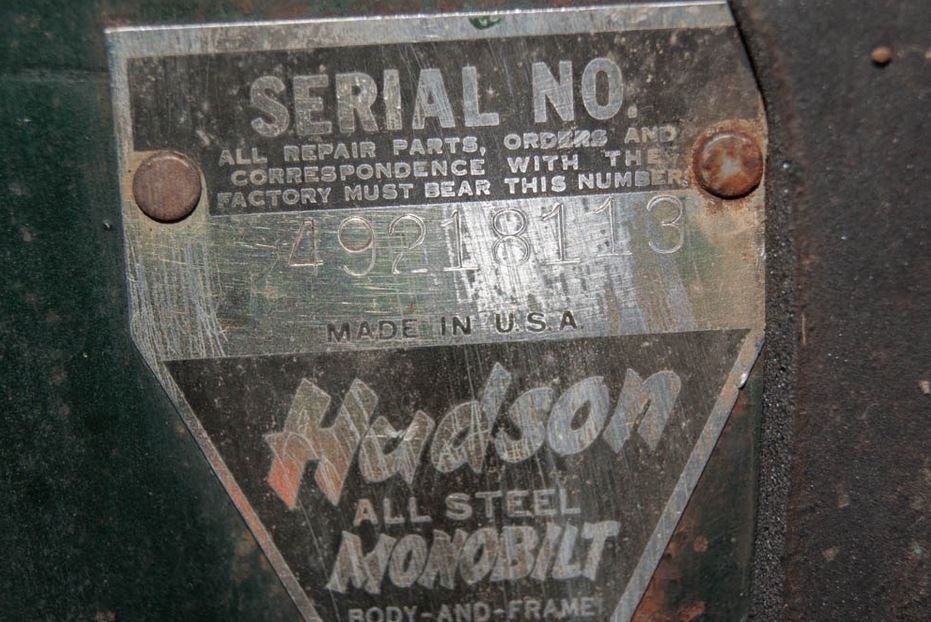 SERIAL NO.
ALL REPAIR PARTS, ORDERS AND
CORRESPONDENCE WITH THE
FACTORY MUST BEAR THIS NUMBER
49218113
MADE IN U.S.A
Hudson
ALL STEEL
MONOBILT
BODY-AND-FRAME